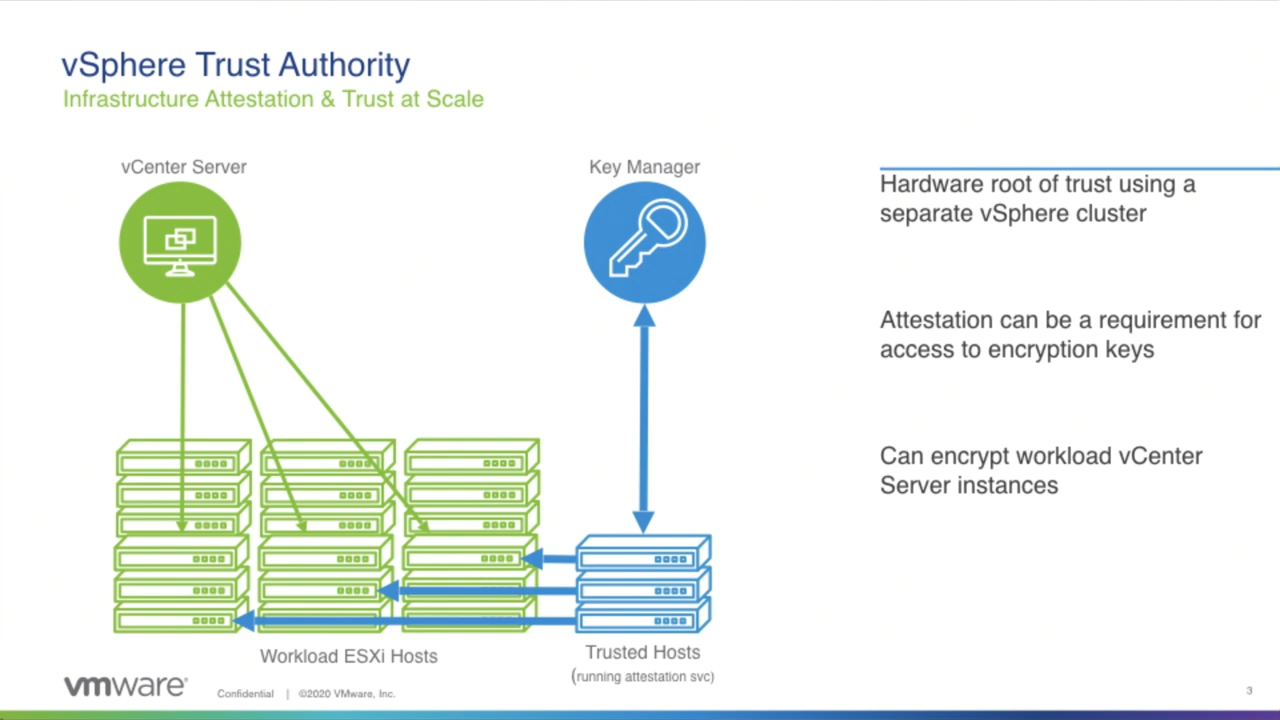 vSphere Trust Authority
Infrastructure Attestation & Trust at Scale
vCenter Server
Key Manager
Hardware root of trust using a
separate vSphere cluster
Attestation can be a requirement for
access to encryption keys
Can encrypt workload vCenter
Server instances
Workload ESXi Hosts
Trusted Hosts
(running attestation svc)
vmware®
Confidential | ©2020 VMware, Inc.
3